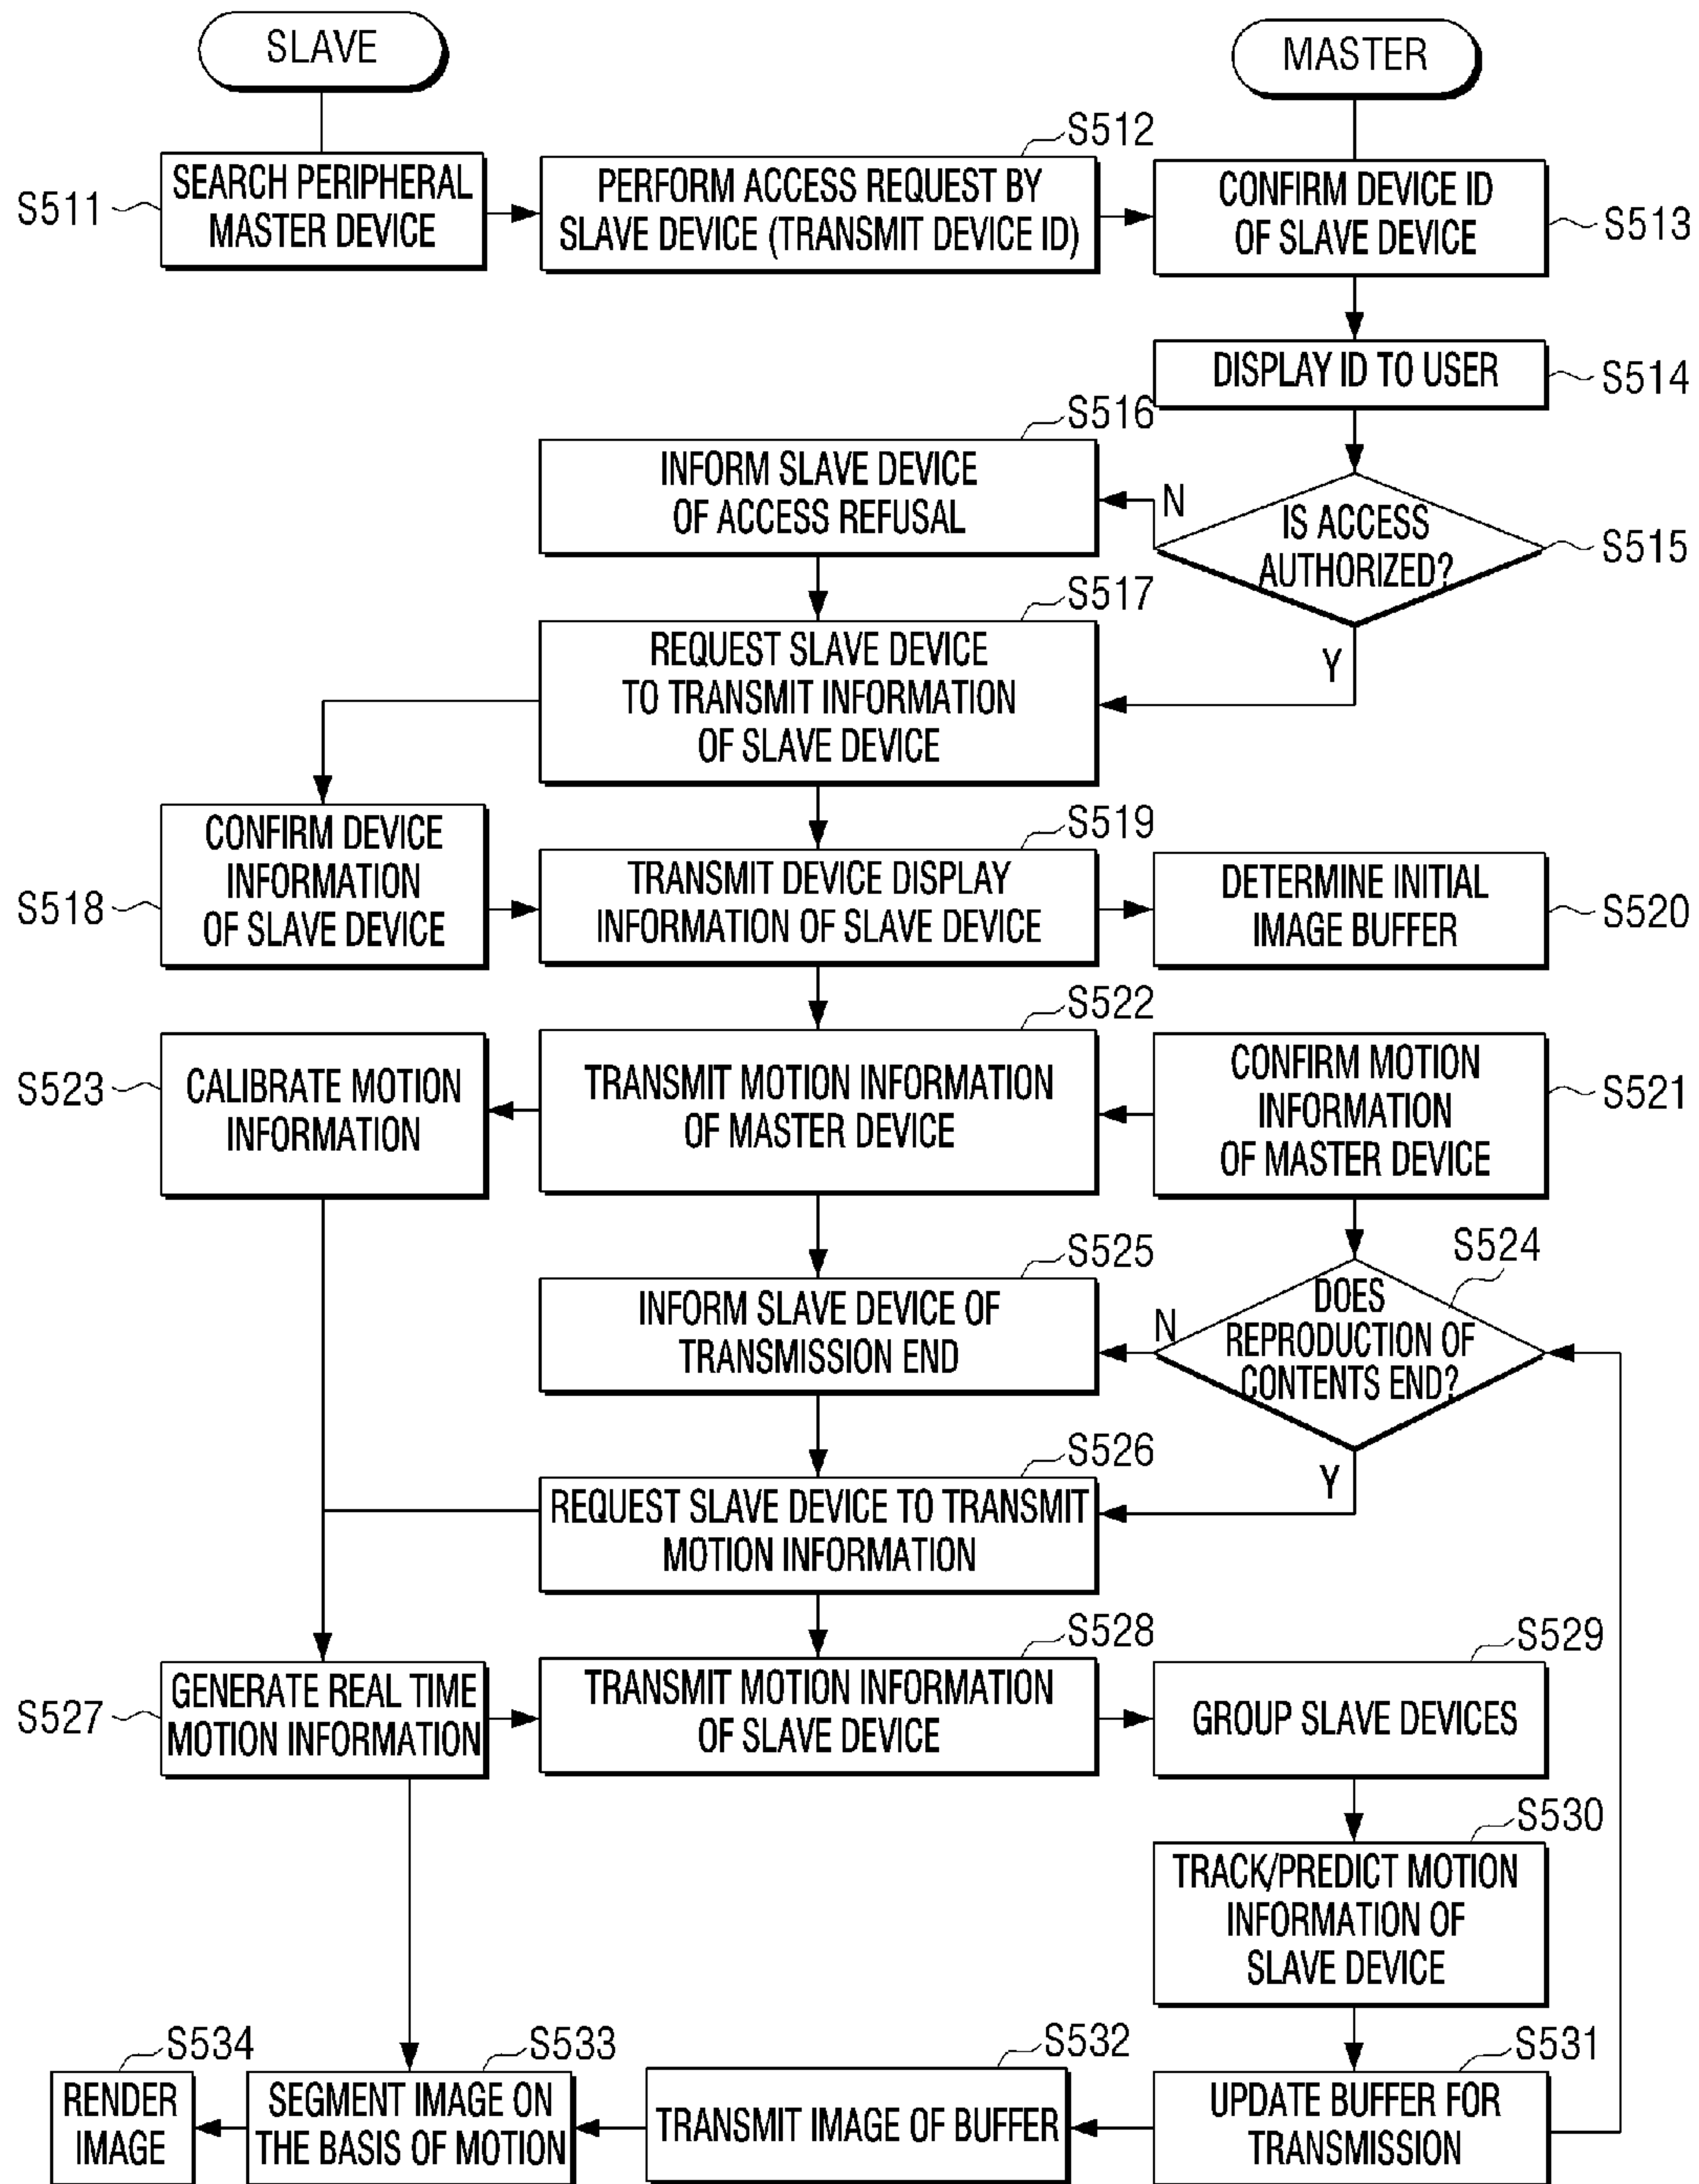 SLAVE
MASTER
S511
SEARCH PERIPHERAL
MASTER DEVICE
S512
PERFORM ACCESS REQUEST BY
SLAVE DEVICE (TRANSMIT DEVICE ID)
CONFIRM DEVICE ID
OF SLAVE DEVICE
S513
DISPLAY ID TO USER
S514
S516
INFORM SLAVE DEVICE
OF ACCESS REFUSAL
N
IS ACCESS
AUTHORIZED?
S515
Y
S517
REQUEST SLAVE DEVICE
TO TRANSMIT INFORMATION
OF SLAVE DEVICE
S518
CONFIRM DEVICE
INFORMATION
OF SLAVE DEVICE
S519
TRANSMIT DEVICE DISPLAY
INFORMATION OF SLAVE DEVICE
DETERMINE INITIAL
IMAGE BUFFER
S520
S523
CALIBRATE MOTION
INFORMATION
S522
TRANSMIT MOTION INFORMATION
OF MASTER DEVICE
CONFIRM MOTION
INFORMATION
OF MASTER DEVICE
S521
S525
INFORM SLAVE DEVICE OF
TRANSMISSION END
N
S524
DOES
REPRODUCTION OF
CONTENTS END?
Y
S526
REQUEST SLAVE DEVICE TO TRANSMIT
MOTION INFORMATION
S527
GENERATE REAL TIME
MOTION INFORMATION
S528
TRANSMIT MOTION INFORMATION
OF SLAVE DEVICE
S529
GROUP SLAVE DEVICES
S530
TRACK/PREDICT MOTION
INFORMATION OF
SLAVE DEVICE
S534
RENDER
IMAGE
S533
SEGMENT IMAGE ON
THE BASIS OF MOTION
S532
TRANSMIT IMAGE OF BUFFER
S531
UPDATE BUFFER FOR
TRANSMISSION